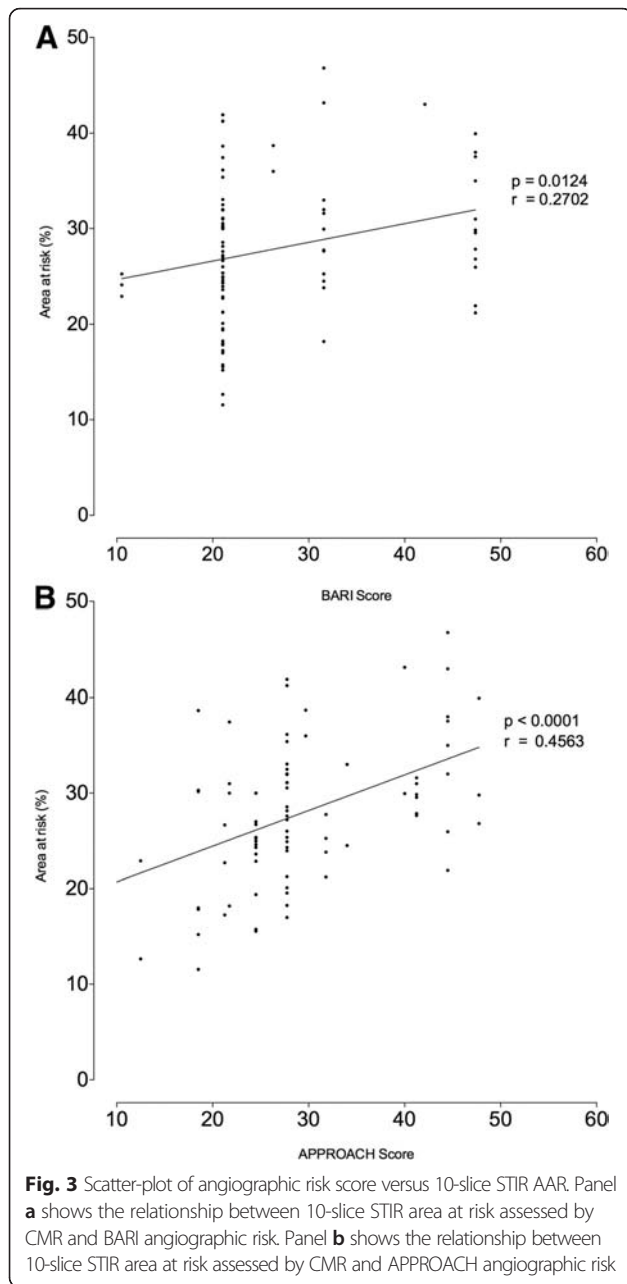 A
50
40
30
20
10
0
Area at risk (%)
p = 0.0124
r = 0.2702
10 20 30 40 50 60
BARI Score
B
50
40
30
20
10
0
Area at risk (%)
p < 0.0001
r = 0.4563
10 20 30 40 50 60
APPROACH Score
Fig. 3 Scatter-plot of angiographic risk score versus 10-slice STIR AAR. Panel
a shows the relationship between 10-slice STIR area at risk assessed by
CMR and BARI angiographic risk. Panel b shows the relationship between
10-slice STIR area at risk assessed by CMR and APPROACH angiographic risk